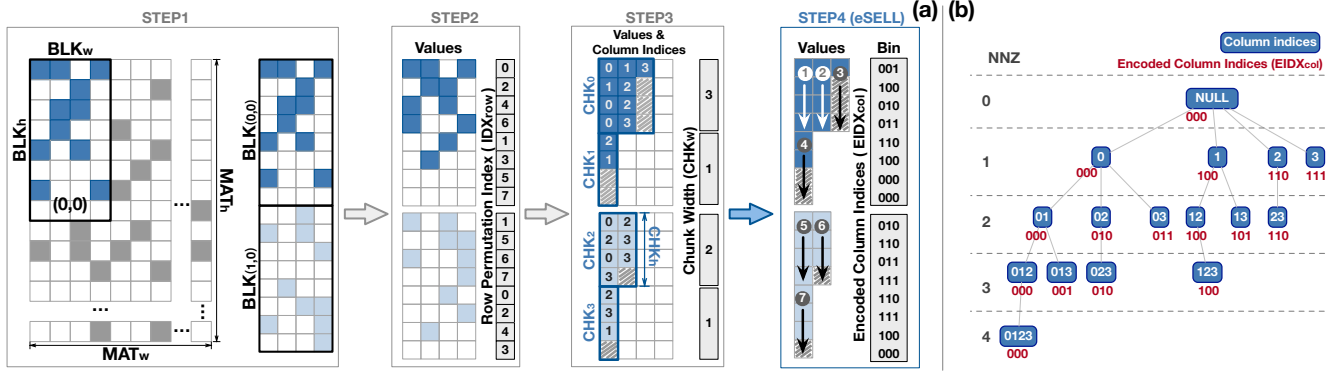 STEP1
BLKw
BLKh
(0,0)
...
...
...
...
MATh
MATw
BLK(0,0)
BLK(1,0)
STEP2
Values
0
2
4
6
1
3
5
7
1
5
6
7
0
2
4
3
Row Permutation Index (IDXrow)
STEP3
Values &
Column Indices
CHK0
0 1 3
1 2
0 2
0 3
CHK1
2
1
CHK2
0 2
2 3
0 3
3
CHKh
CHK3
2
3
1
3
1
2
1
Chunk Width (CHKw)
STEP4 (eSELL)
Values
Bin
1 2 3
4
5 6
7
001
100
010
011
110
100
000
000
010
110
011
111
110
111
100
000
Encoded Column Indices (EIDXcol)
(a)
(b)
Column indices
Encoded Column Indices (EIDXcol)
NNZ
0
NULL
000
1
0 1 2 3
000 100 110 111
2
01 02 03 12 13 23
000 010 011 100 101 110
3
012 013 023 123
000 001 010 100
4
0123
000